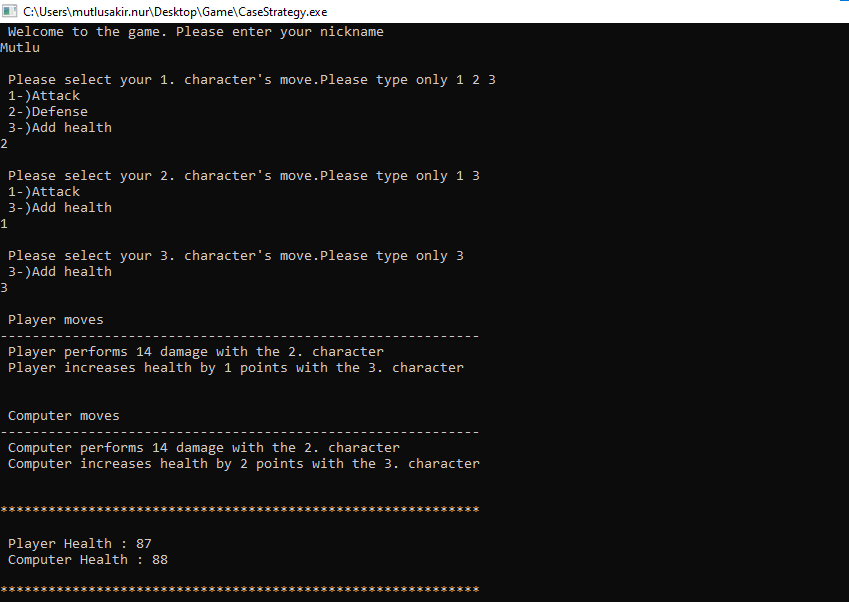 C:\Users\mutlusakir.nur\Desktop\Game\CaseStrategy.exe
Welcome to the game. Please enter your nickname
Mutlu
Please select your 1. character's move.Please type only 1 2 3
1-)Attack
2-)Defense
3-)Add health
2
Please select your 2. character's move.Please type only 1 3
1-)Attack
3-)Add health
1
Please select your 3. character's move.Please type only 3
3-)Add health
3
Player moves
------------------------------------------------------------
Player performs 14 damage with the 2. character
Player increases health by 1 points with the 3. character
Computer moves
------------------------------------------------------------
Computer performs 14 damage with the 2. character
Computer increases health by 2 points with the 3. character
************************************************************
Player Health : 87
Computer Health : 88
************************************************************